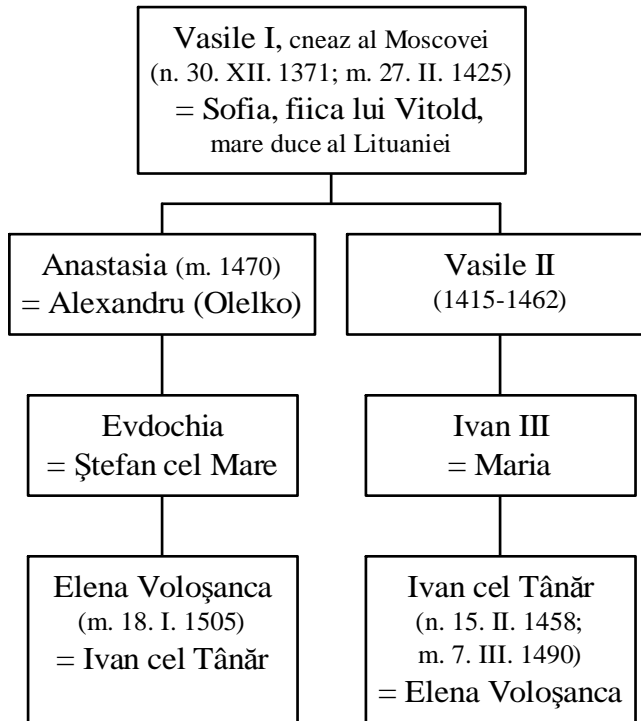 Vasile I, cneaz al Moscovei
(n. 30. XII. 1371; m. 27. II. 1425)
= Sofia, fiica lui Vitold,
mare duce al Lituaniei
Anastasia (m. 1470)
= Alexandru (Olelko)
Vasile II
(1415-1462)
Evdochia
= Ştefan cel Mare
Ivan III
= Maria
Elena Voloşanca
(m. 18. I. 1505)
= Ivan cel Tânăr
Ivan cel Tânăr
(n. 15. II. 1458;
m. 7. III. 1490)
= Elena Voloşanca